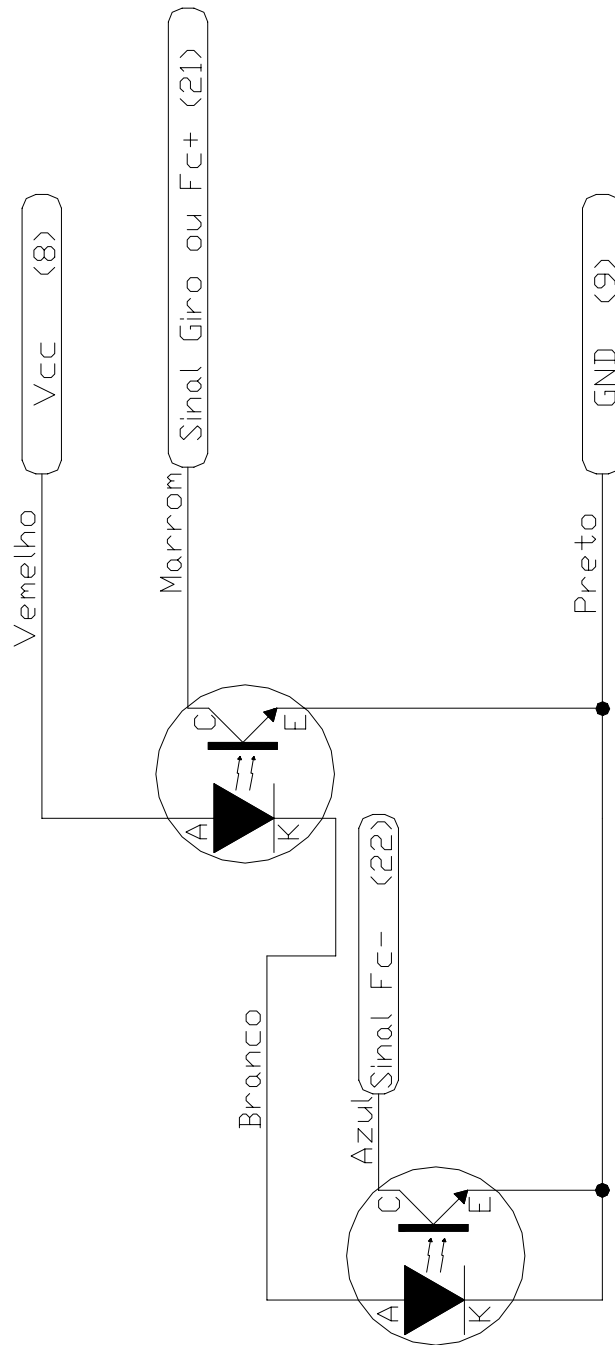 Vcc (8)
Vemelho
Sinal Giro ou Fc+ (21)
Marrom
GND (9)
Preto
C
E
A
K
Branco
Sinal Fc- (22)
Azul
C
E
A
K